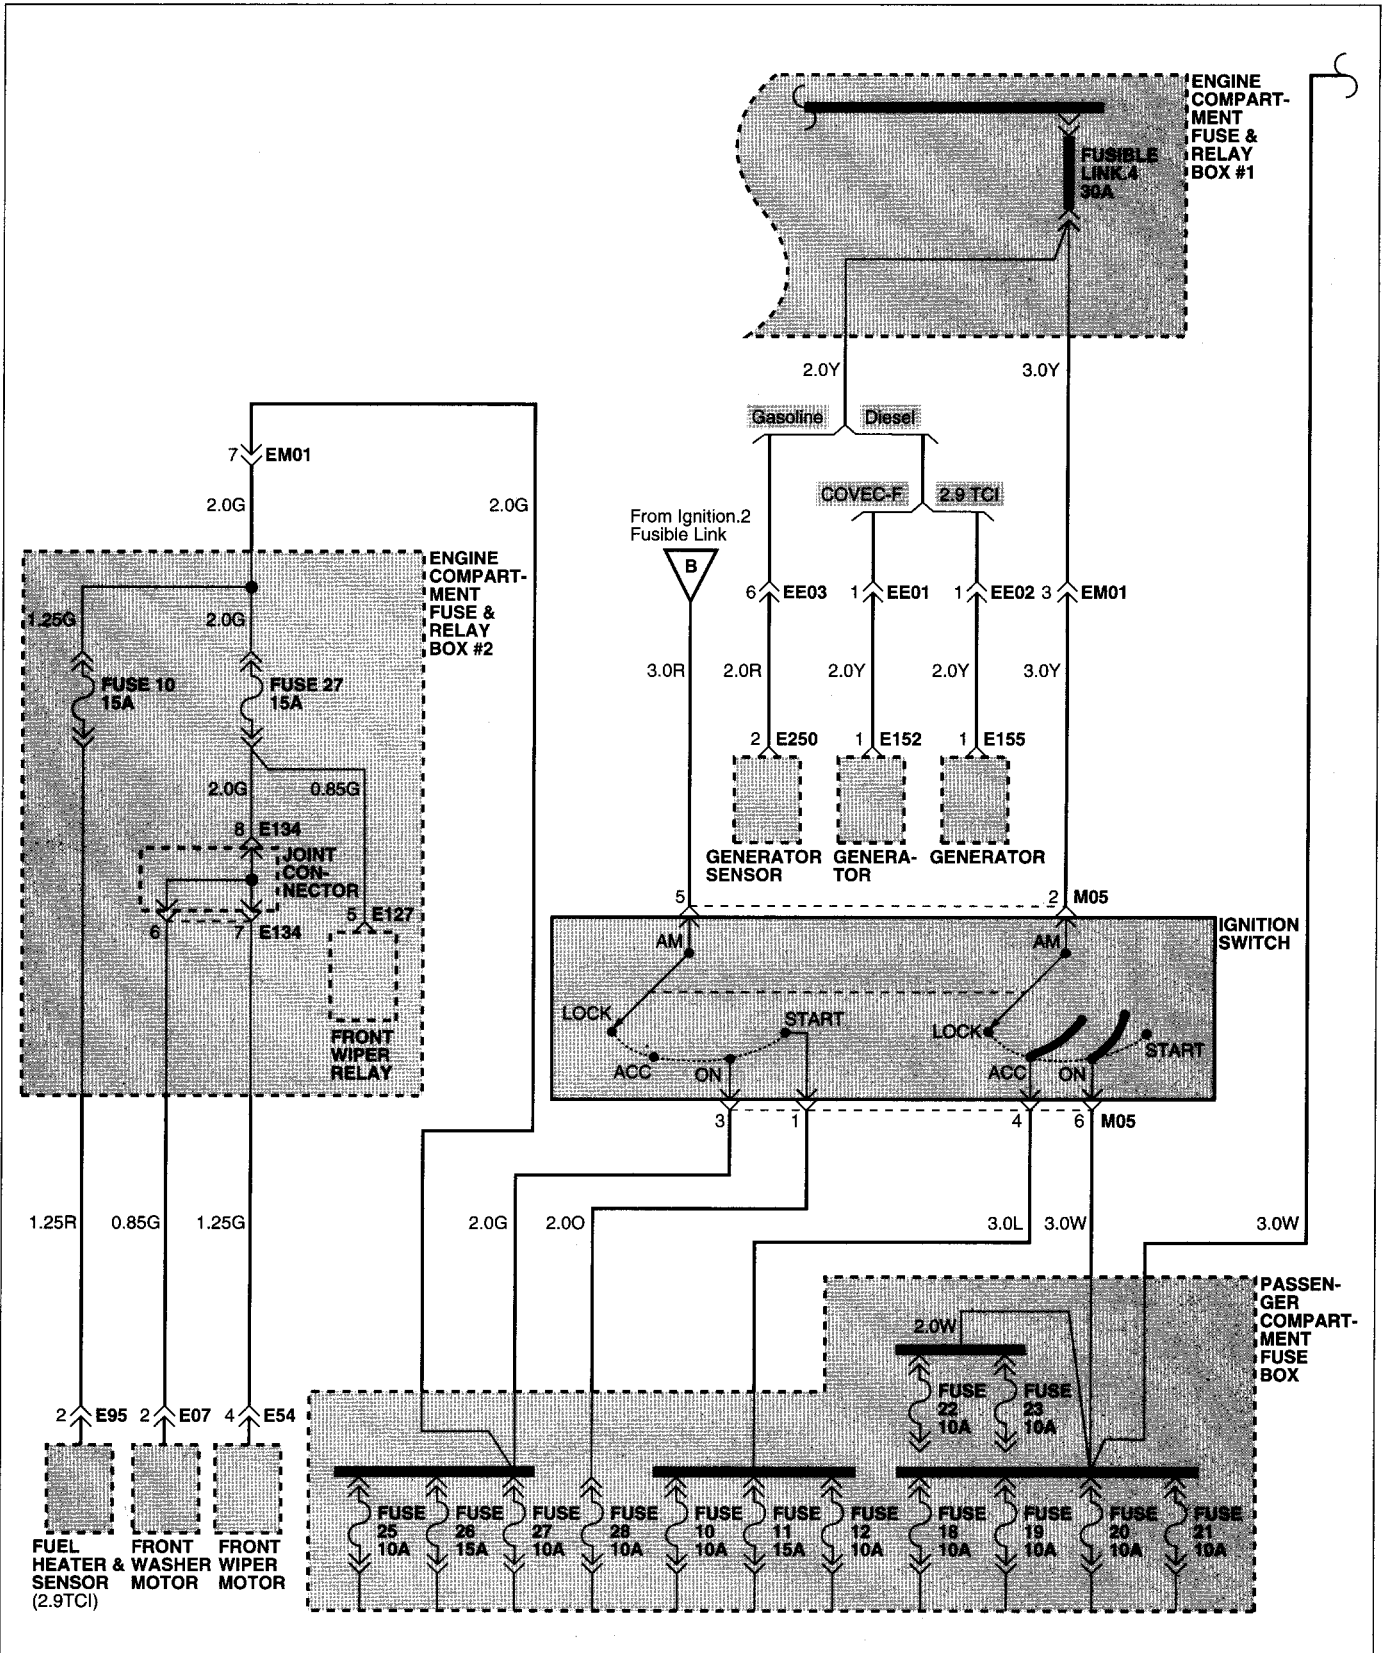 ENGINE
COMPART-
MENT
FUSE &
RELAY
BOX #1
FUSIBLE
LINK.4
30A
2.0Y
3.0Y
Gasoline
Diesel
7
EM01
2.0G
2.0G
COVEC-F
2.9 TCI
From Ignition.2
Fusible Link
B
ENGINE
COMPART-
MENT
FUSE &
RELAY
BOX #2
6
EE03
1
EE01
1
EE02
3
EM01
1.25G
2.0G
3.0R
2.0R
2.0Y
2.0Y
3.0Y
FUSE 10
15A
FUSE 27
15A
2
E250
1
E152
1
E155
2.0G
0.85G
8
E134
JOINT
CON-
NECTOR
GENERATOR
SENSOR
GENERA-
TOR
GENERATOR
5
2
M05
6
7
E134
5
E127
IGNITION
SWITCH
AM
AM
LOCK
START
LOCK
START
ACC
ON
ACC
ON
FRONT
WIPER
RELAY
3
1
4
6
M05
1.25R
0.85G
1.25G
2.0G
2.0O
3.0L
3.0W
3.0W
PASSEN-
GER
COMPART-
MENT
FUSE
BOX
2.0W
FUSE
22
10A
FUSE
23
10A
2
E95
2
E07
4
E54
FUSE
25
10A
FUSE
26
15A
FUSE
27
10A
FUSE
28
10A
FUSE
10
10A
FUSE
11
15A
FUSE
12
10A
FUSE
18
10A
FUSE
19
10A
FUSE
20
10A
FUSE
21
10A
FUEL
HEATER &
SENSOR
(2.9TCI)
FRONT
WASHER
MOTOR
FRONT
WIPER
MOTOR